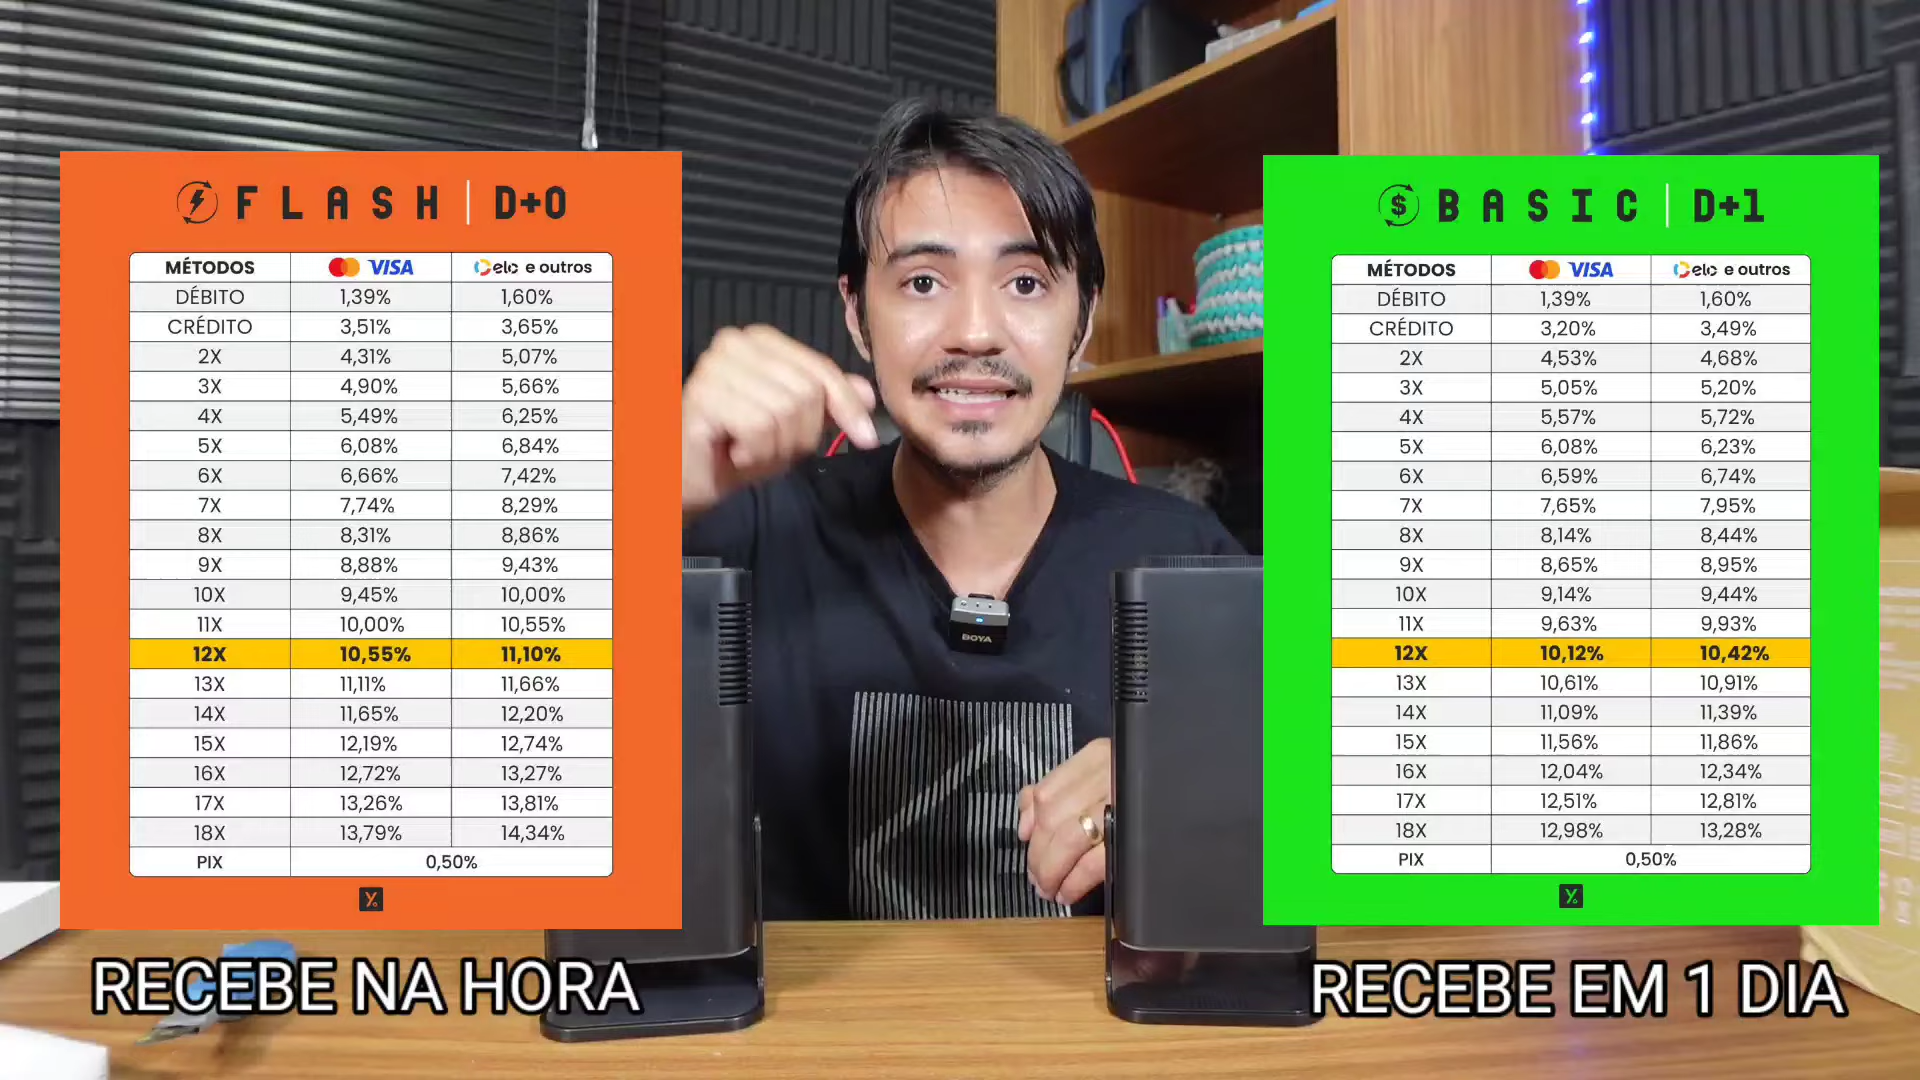 FLASH | D+0
MÉTODOS VISA elo e outros
DÉBITO 1,39% 1,60%
CRÉDITO 3,51% 3,65%
2X 4,31% 5,07%
3X 4,90% 5,66%
4X 5,49% 6,25%
5X 6,08% 6,84%
6X 6,66% 7,42%
7X 7,74% 8,29%
8X 8,31% 8,86%
9X 8,88% 9,43%
10X 9,45% 10,00%
11X 10,00% 10,55%
12X 10,55% 11,10%
13X 11,11% 11,66%
14X 11,65% 12,20%
15X 12,19% 12,74%
16X 12,72% 13,27%
17X 13,26% 13,81%
18X 13,79% 14,34%
PIX 0,50%
RECEBE NA HORA
BOYA
BASIC | D+1
MÉTODOS VISA elo e outros
DÉBITO 1,39% 1,60%
CRÉDITO 3,20% 3,49%
2X 4,53% 4,68%
3X 5,05% 5,20%
4X 5,57% 5,72%
5X 6,08% 6,23%
6X 6,59% 6,74%
7X 7,65% 7,95%
8X 8,14% 8,44%
9X 8,65% 8,95%
10X 9,14% 9,44%
11X 9,63% 9,93%
12X 10,12% 10,42%
13X 10,61% 10,91%
14X 11,09% 11,39%
15X 11,56% 11,86%
16X 12,04% 12,34%
17X 12,51% 12,81%
18X 12,98% 13,28%
PIX 0,50%
RECEBE EM 1 DIA